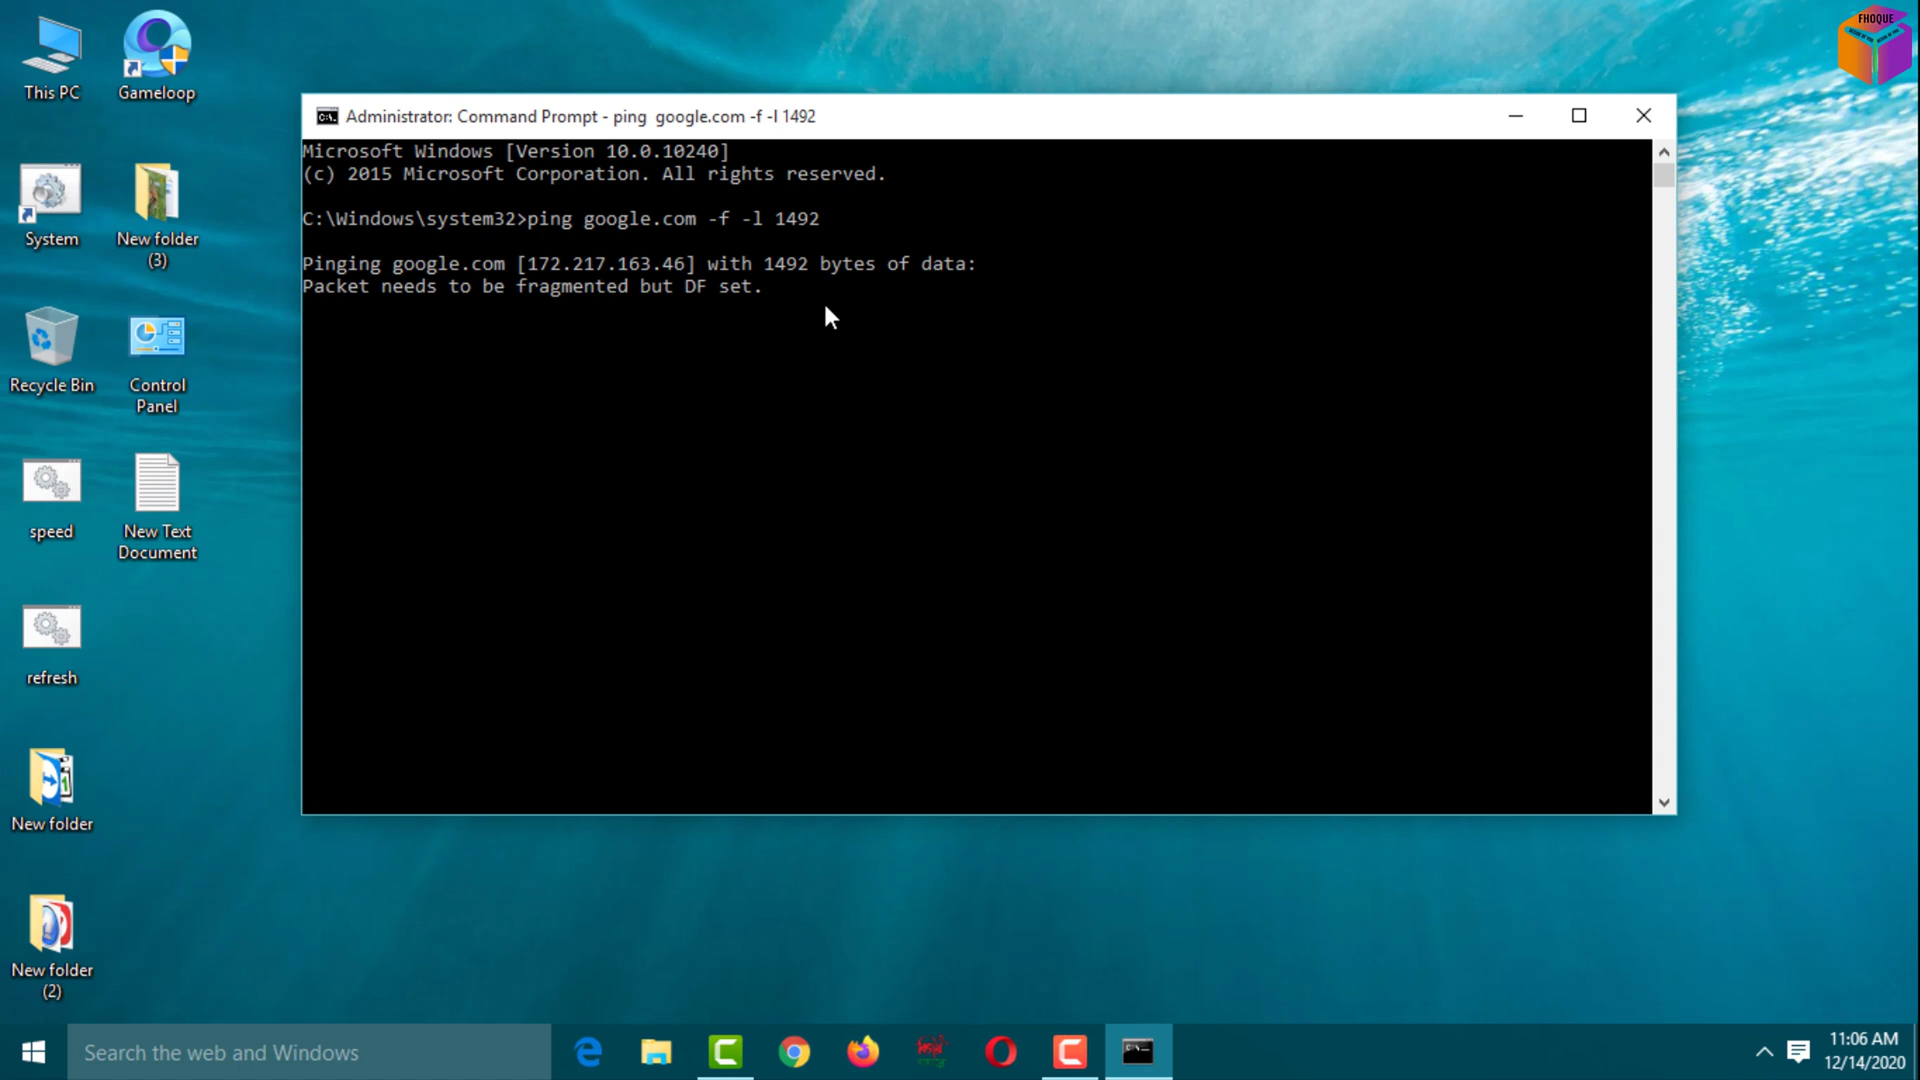 FHOQUE
This PC
Gameloop
Administrator: Command Prompt - ping  google.com -f -l 1492
Microsoft Windows [Version 10.0.10240]
(c) 2015 Microsoft Corporation. All rights reserved.
C:\Windows\system32>ping google.com -f -l 1492
Pinging google.com [172.217.163.46] with 1492 bytes of data:
Packet needs to be fragmented but DF set.
System
New folder
(3)
Recycle Bin
Control
Panel
speed
New Text
Document
refresh
New folder
New folder
(2)
Search the web and Windows
11:06 AM
12/14/2020